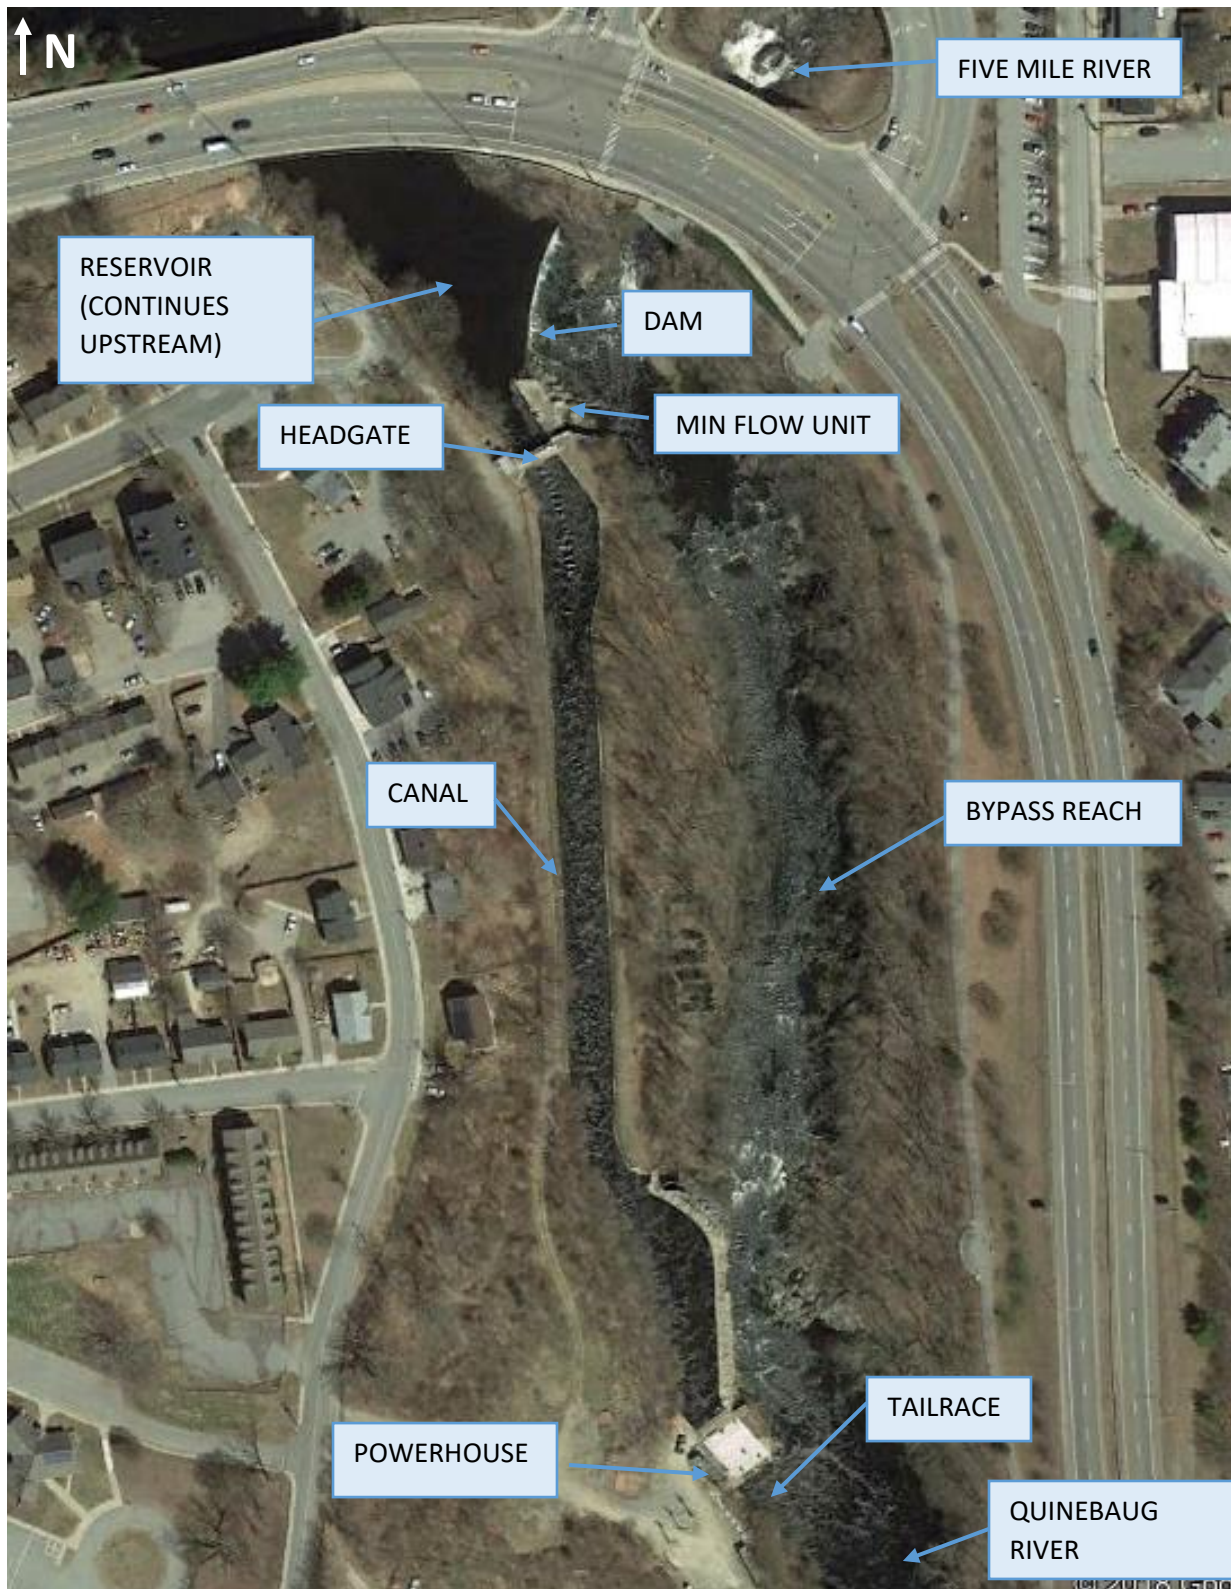 N
FIVE MILE RIVER
RESERVOIR
(CONTINUES
UPSTREAM)
DAM
MIN FLOW UNIT
HEADGATE
CANAL
BYPASS REACH
TAILRACE
POWERHOUSE
QUINEBAUG
RIVER